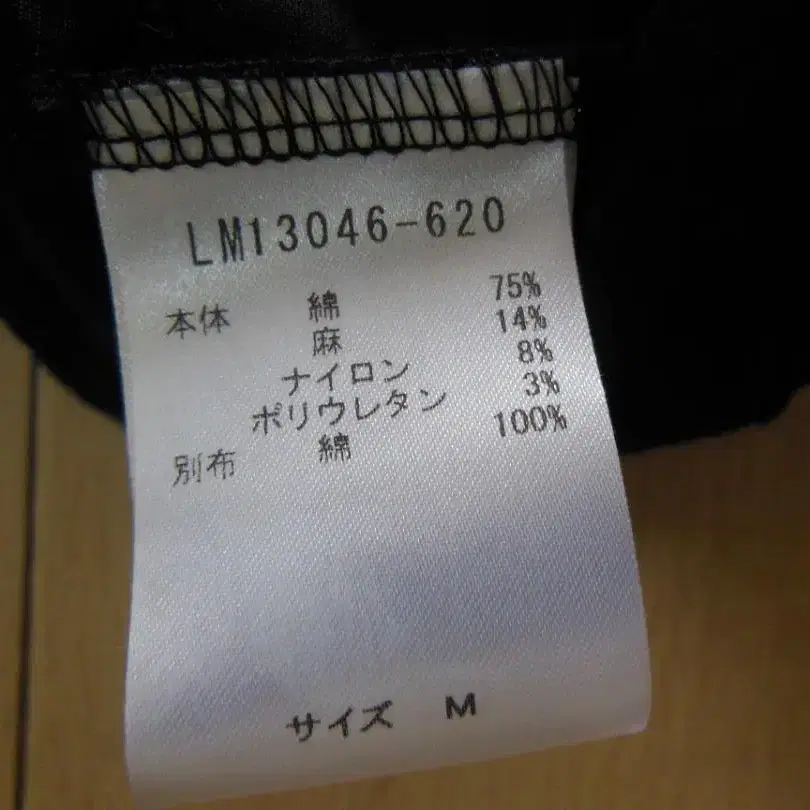 LM13046-620
本体 綿 75%
麻 14%
ナイロン 8%
ポリウレタン 3%
別布 綿 100%
サイズ M